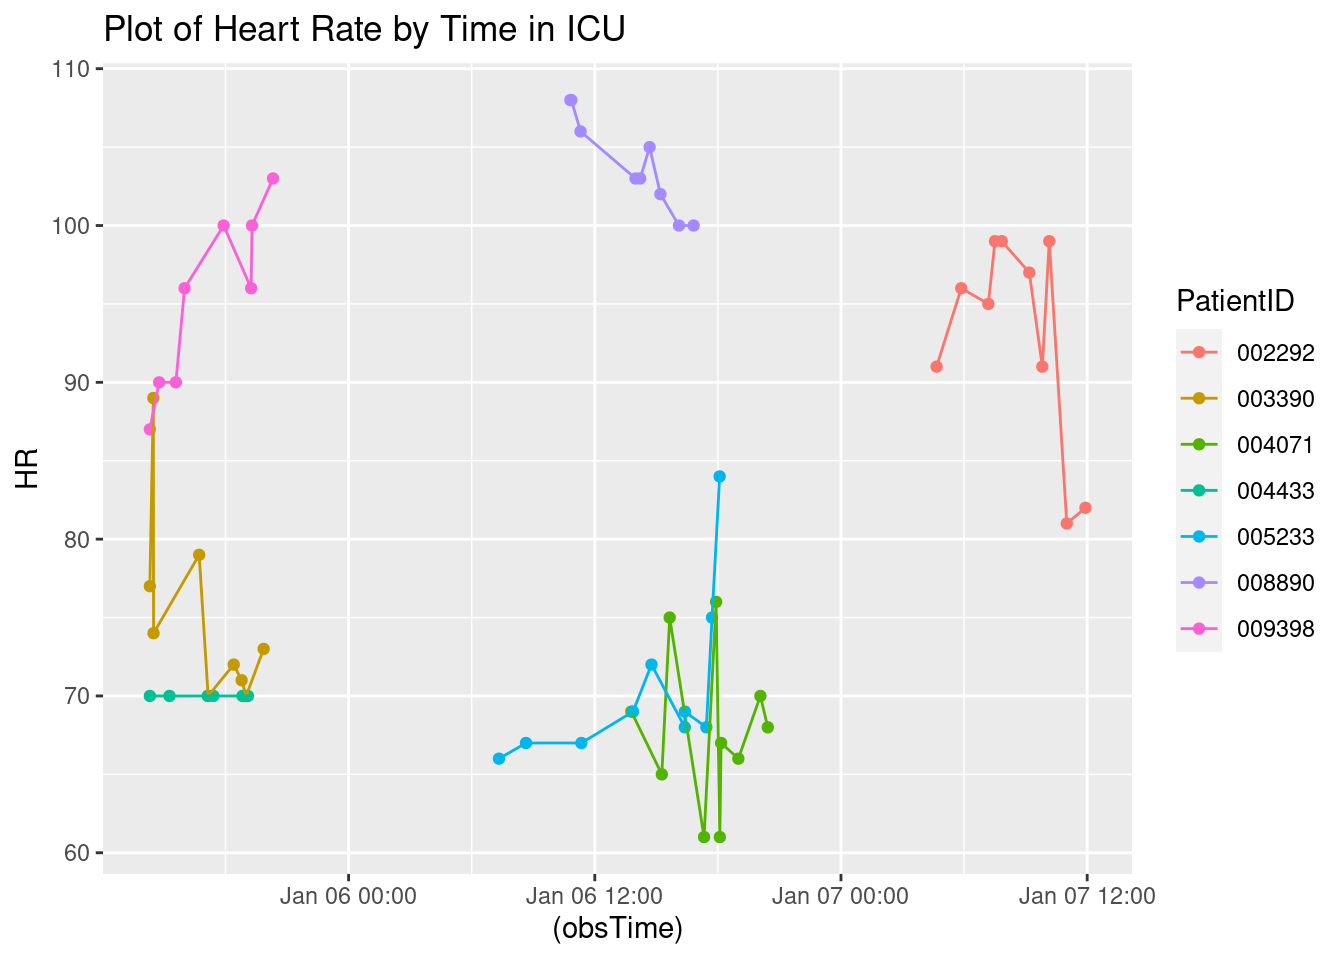 Plot of Heart Rate by Time in ICU
110
100
90
80
70
60
HR
Jan 06 00:00
Jan 06 12:00
Jan 07 00:00
Jan 07 12:00
(obsTime)
PatientID
002292
003390
004071
004433
005233
008890
009398